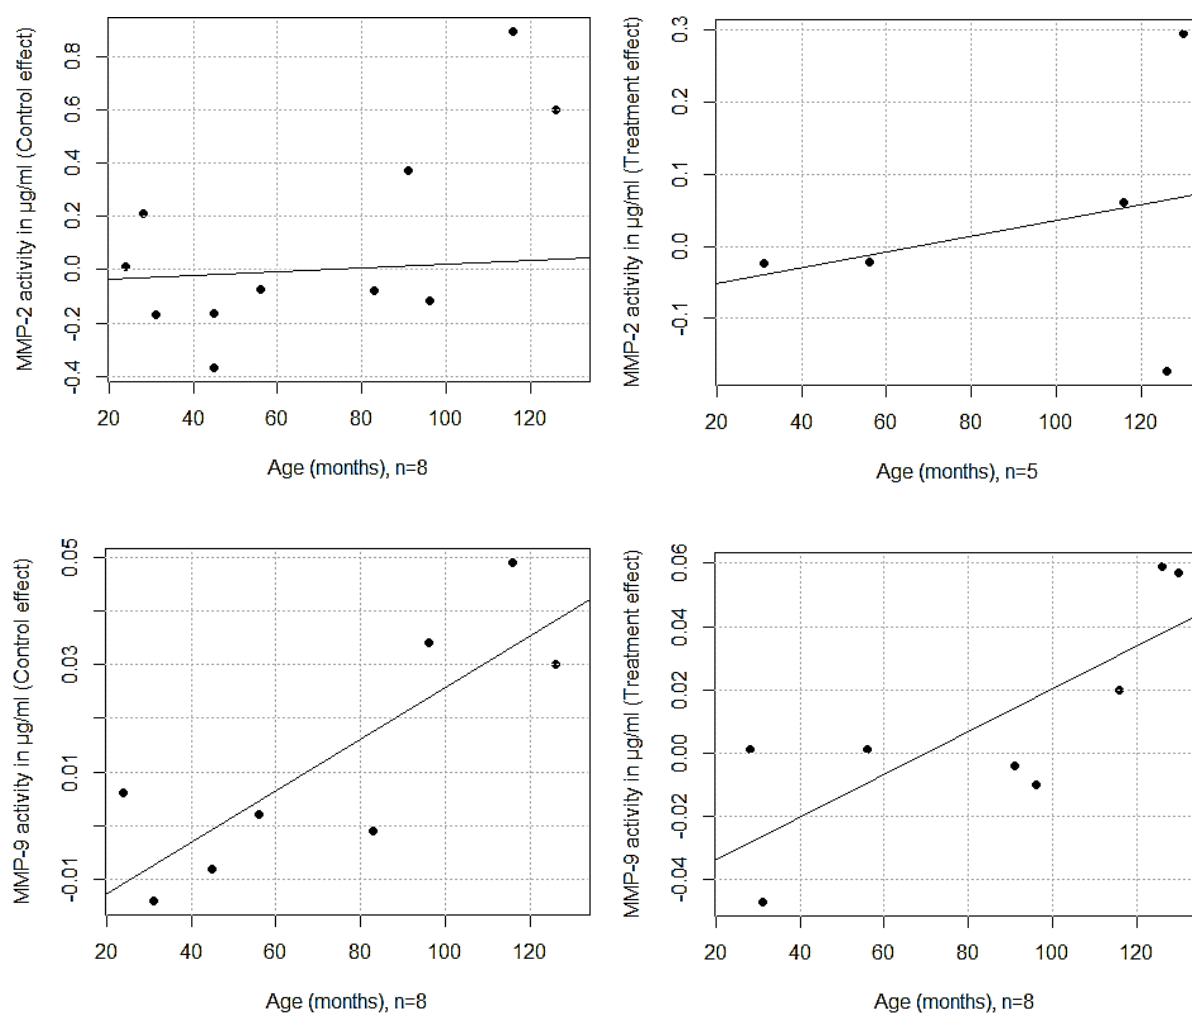 MMP-2 activity in µg/ml (Control effect)
0.8
0.6
0.4
0.2
0.0
-0.2
-0.4
20 40 60 80 100 120
Age (months), n=8
MMP-2 activity in µg/ml (Treatment effect)
0.3
0.2
0.1
0.0
-0.1
20 40 60 80 100 120
Age (months), n=5
MMP-9 activity in µg/ml (Control effect)
0.05
0.03
0.01
-0.01
20 40 60 80 100 120
Age (months), n=8
MMP-9 activity in µg/ml (Treatment effect)
0.06
0.04
0.02
0.00
-0.02
-0.04
20 40 60 80 100 120
Age (months), n=8